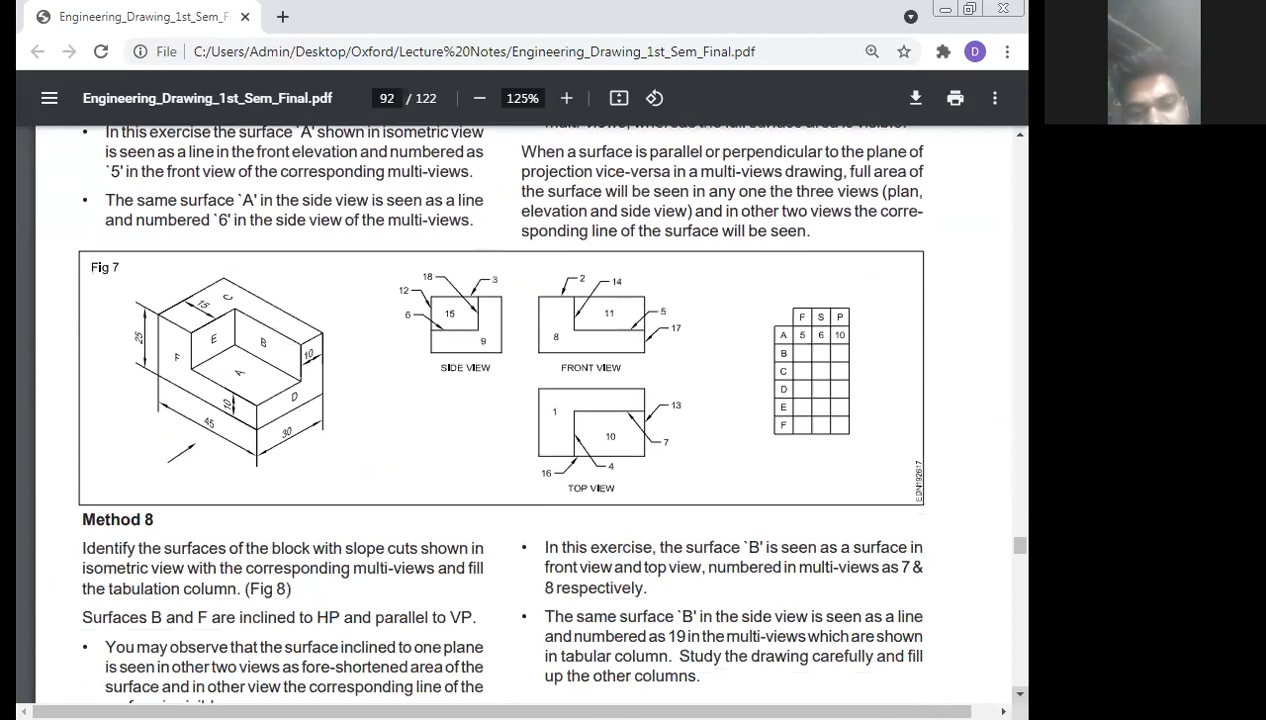 Engineering_Drawing_1st_Sem_Fin
File C:/Users/Admin/Desktop/Oxford/Lecture%20Notes/Engineering_Drawing_1st_Sem_Final.pdf D
Engineering_Drawing_1st_Sem_Final.pdf 92 / 122 125%
In this exercise the surface `A' shown in isometric view
is seen as a line in the front elevation and numbered as
`5' in the front view of the corresponding multi-views.
• The same surface `A' in the side view is seen as a line
and numbered `6' in the side view of the multi-views.
When a surface is parallel or perpendicular to the plane of
projection vice-versa in a multi-views drawing, full area of
the surface will be seen in any one the three views (plan,
elevation and side view) and in other two views the corre-
sponding line of the surface will be seen.
Fig 7
15 C
25
E B
F
10
A
10
D
45
30
18 3
12
6 15
9
SIDE VIEW
2 14
11 5
17
8
FRONT VIEW
1 13
10 7
16 4
TOP VIEW
F S P
A 5 6 10
B
C
D
E
F
EDN192617
Method 8
Identify the surfaces of the block with slope cuts shown in
isometric view with the corresponding multi-views and fill
the tabulation column. (Fig 8)
Surfaces B and F are inclined to HP and parallel to VP.
• You may observe that the surface inclined to one plane
is seen in other two views as fore-shortened area of the
surface and in other view the corresponding line of the
• In this exercise, the surface `B' is seen as a surface in
front view and top view, numbered in multi-views as 7 &
8 respectively.
• The same surface `B' in the side view is seen as a line
and numbered as 19 in the multi-views which are shown
in tabular column. Study the drawing carefully and fill
up the other columns.